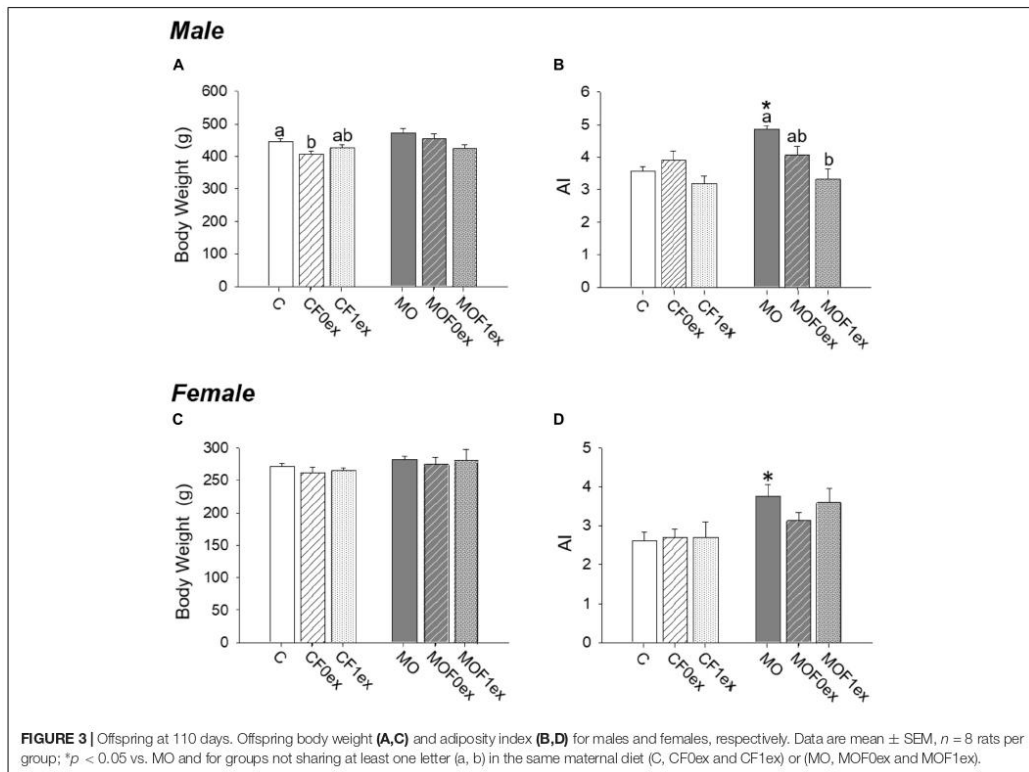 Male
A
600
500
400
300
200
100
0
Body Weight (g)
a
b
ab
C
CF0ex
CF1ex
MO
MOF0ex
MOF1ex
B
6
5
4
3
2
1
0
AI
*
a
ab
b
C
CF0ex
CF1ex
MO
MOF0ex
MOF1ex
Female
C
300
250
200
150
100
50
0
Body Weight (g)
C
CF0ex
CF1ex
MO
MOF0ex
MOF1ex
D
5
4
3
2
1
0
AI
*
C
CF0ex
CF1ex
MO
MOF0ex
MOF1ex
FIGURE 3 | Offspring at 110 days. Offspring body weight (A,C) and adiposity index (B,D) for males and females, respectively. Data are mean ± SEM, n = 8 rats per
group; *p < 0.05 vs. MO and for groups not sharing at least one letter (a, b) in the same maternal diet (C, CF0ex and CF1ex) or (MO, MOF0ex and MOF1ex).